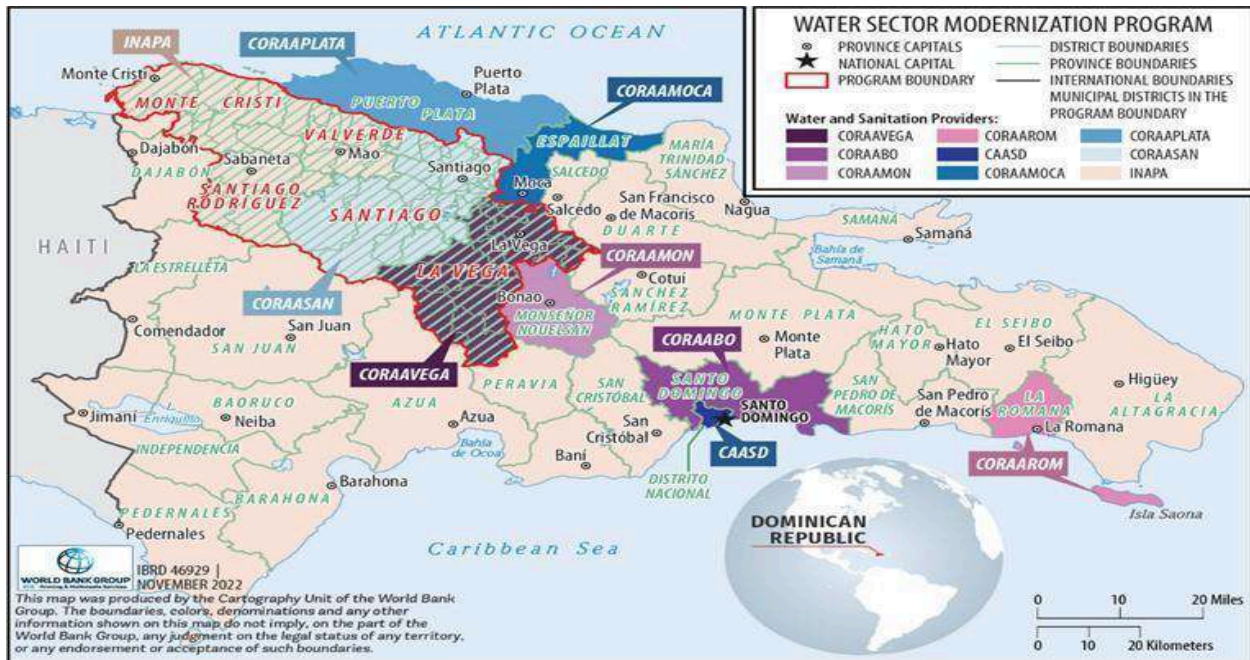 WATER SECTOR MODERNIZATION PROGRAM
PROVINCE CAPITALS
NATIONAL CAPITAL
PROGRAM BOUNDARY
DISTRICT BOUNDARIES
PROVINCE BOUNDARIES
INTERNATIONAL BOUNDARIES
MUNICIPAL DISTRICTS IN THE
PROGRAM BOUNDARY
Water and Sanitation Providers:
CORAAVEGA
CORAABO
CORAAMON
CORAAROM
CAASD
CORAAMOCA
CORAAPLATA
CORAASAN
INAPA
ATLANTIC OCEAN
INAPA
CORAAPLATA
Monte Cristi
Puerto
Plata
CORAAMOCA
MONTE CRISTI
PUERTO
PLATA
VALVERDE
ESPAILLAT
Dajabón
DAJABÓN
Sabaneta
Mao
Santiago
MARÍA
TRINIDAD
SÁNCHEZ
SALCEDO
Moca
Salcedo
SANTIAGO
RODRÍGUEZ
SANTIAGO
San Francisco
de Macorís
Nagua
DUARTE
SAMANÁ
Samaná
Bahía de
Samaná
HAITI
La Vega
LA VEGA
CORAAMON
LA ESTRELLETA
CORAASAN
Cotuí
SÁNCHEZ
RAMÍREZ
Bonao
MONSEÑOR
NOUELSAN
Comendador
San Juan
SAN JUAN
MONTE PLATA
Monte
Plata
HATO
MAYOR
Hato
Mayor
EL SEIBO
El Seibo
CORAAVEGA
CORAABO
PERAVIA
SAN
CRISTÓBAL
SANTO
DOMINGO
SANTO
DOMINGO
SAN
PEDRO DE
MACORÍS
San Pedro
de Macorís
LA
ROMANA
La Romana
Higüey
LA
ALTAGRACIA
Jimaní
L.
Enriquillo
BAORUCO
Neiba
AZUA
Azua
Bahía
de Ocoa
San
Cristóbal
Baní
CAASD
CORAAROM
INDEPENDENCIA
DISTRITO
NACIONAL
BARAHONA
Barahona
PEDERNALES
Pedernales
Isla Saona
Caribbean Sea
DOMINICAN
REPUBLIC
WORLD BANK GROUP
IBRD 46929 |
NOVEMBER 2022
This map was produced by the Cartography Unit of the World Bank
Group. The boundaries, colors, denominations and any other
information shown on this map do not imply, on the part of the
World Bank Group, any judgment on the legal status of any territory,
or any endorsement or acceptance of such boundaries.
0 10 20 Miles
0 10 20 Kilometers